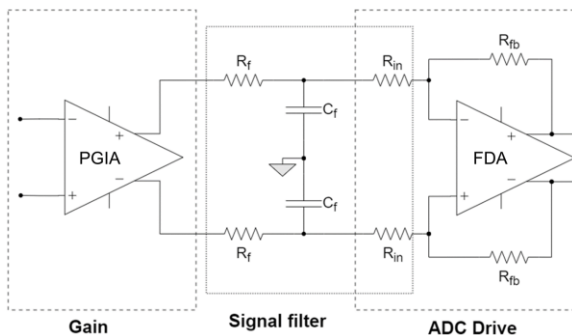 R_f
R_in
R_fb
C_f
− + PGIA + −
− + FDA + −
C_f
R_f
R_in
R_fb
Gain
Signal filter
ADC Drive